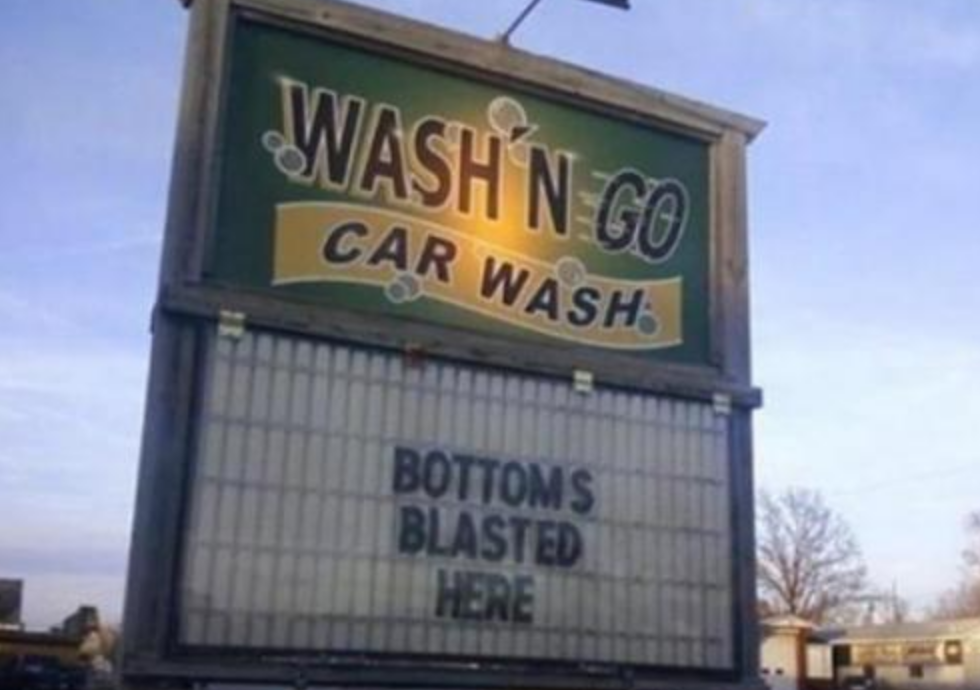 WASH'N GO
CAR WASH
BOTTOMS
BLASTED
HERE